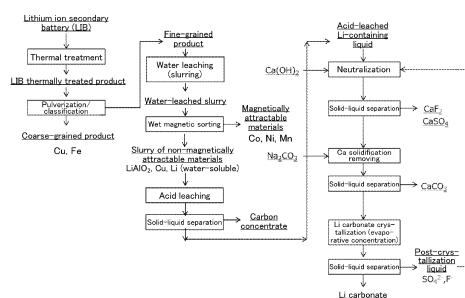 Lithium ion secondary
battery (LIB)
Thermal treatment
LIB thermally treated product
Pulverization/
classification
Coarse-grained product
Cu, Fe
Fine-grained
product
Water leaching
(slurring)
Water-leached slurry
Wet magnetic sorting
Magnetically
attractable
materials
Co, Ni, Mn
Slurry of non-magnetically
attractable materials
LiAlO2, Cu, Li (water-soluble)
Acid leaching
Solid-liquid separation
Carbon
concentrate
Acid-leached
Li-containing
liquid
Ca(OH)2
Neutralization
Solid-liquid separation
CaF2
CaSO4
Na2CO3
Ca solidification
removing
Solid-liquid separation
CaCO2
Li carbonate crys-
tallization (evapo-
rative concentration)
Solid-liquid separation
Post-crys-
tallization
liquid
SO4²⁻,F⁻
Li carbonate